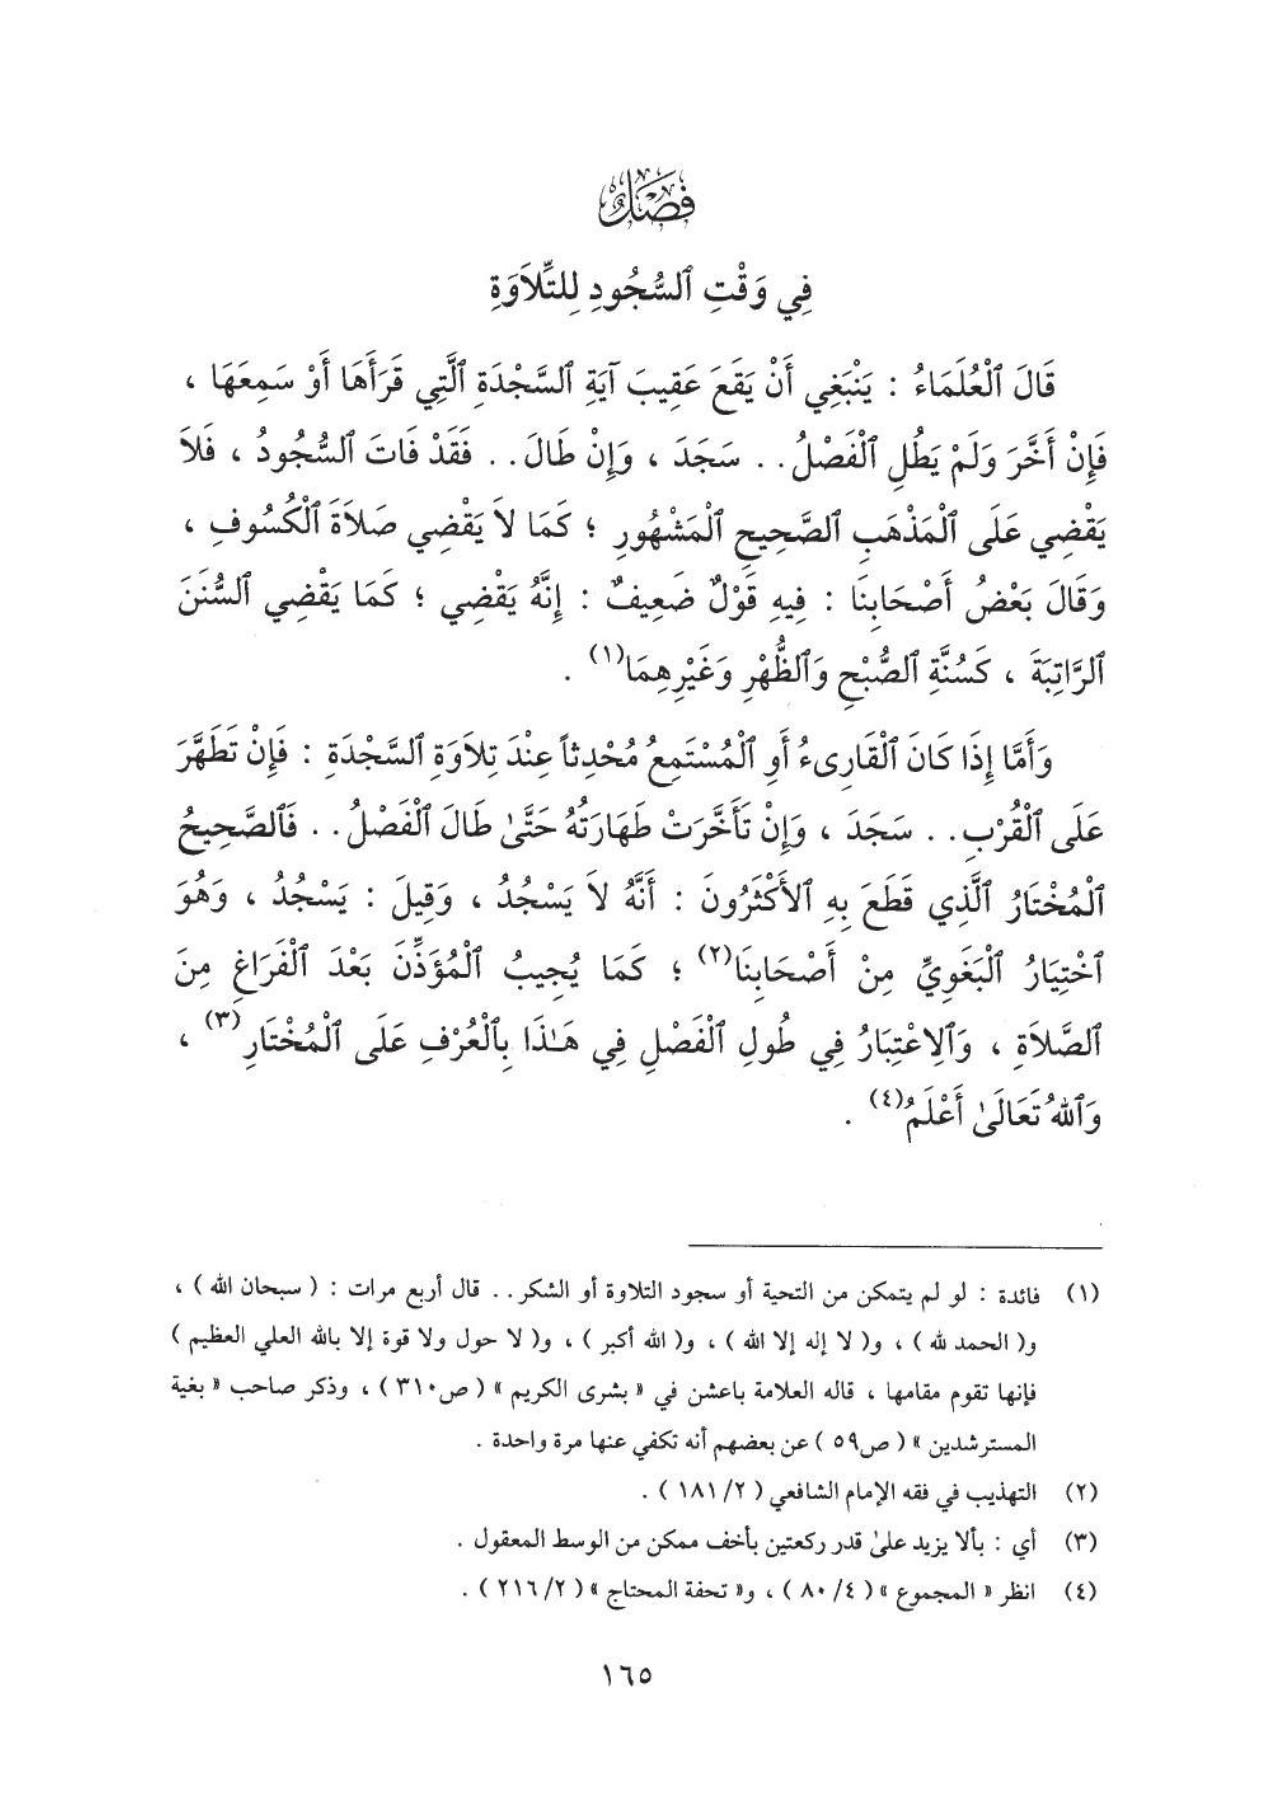 فَصْلٌ
فِي وَقْتِ ٱلسُّجُودِ لِلتِّلاَوَةِ
قَالَ ٱلْعُلَمَاءُ : يَنْبَغِي أَنْ يَقَعَ عَقِيبَ آيَةِ ٱلسَّجْدَةِ ٱلَّتِي قَرَأَهَا أَوْ سَمِعَهَا ،
فَإِنْ أَخَّرَ وَلَمْ يَطُلِ ٱلْفَصْلُ . . سَجَدَ ، وَإِنْ طَالَ . . فَقَدْ فَاتَ ٱلسُّجُودُ ، فَلاَ
يَقْضِي عَلَى ٱلْمَذْهَبِ ٱلصَّحِيحِ ٱلْمَشْهُورِ ؛ كَمَا لاَ يَقْضِي صَلاَةَ ٱلْكُسُوفِ ،
وَقَالَ بَعْضُ أَصْحَابِنَا : فِيهِ قَوْلٌ ضَعِيفٌ : إِنَّهُ يَقْضِي ؛ كَمَا يَقْضِي ٱلسُّنَنَ
ٱلرَّاتِبَةَ ، كَسُنَّةِ ٱلصُّبْحِ وَٱلظُّهْرِ وَغَيْرِهِمَا(١) .
وَأَمَّا إِذَا كَانَ ٱلْقَارِىءُ أَوِ ٱلْمُسْتَمِعُ مُحْدِثاً عِنْدَ تِلاَوَةِ ٱلسَّجْدَةِ : فَإِنْ تَطَهَّرَ
عَلَى ٱلْقُرْبِ . . سَجَدَ ، وَإِنْ تَأَخَّرَتْ طَهَارَتُهُ حَتَّىٰ طَالَ ٱلْفَصْلُ . . فَٱلصَّحِيحُ
ٱلْمُخْتَارُ ٱلَّذِي قَطَعَ بِهِ ٱلأَكْثَرُونَ : أَنَّهُ لاَ يَسْجُدُ ، وَقِيلَ : يَسْجُدُ ، وَهُوَ
ٱخْتِيَارُ ٱلْبَغَوِيِّ مِنْ أَصْحَابِنَا(٢) ؛ كَمَا يُجِيبُ ٱلْمُؤَذِّنَ بَعْدَ ٱلْفَرَاغِ مِنَ
ٱلصَّلاَةِ ، وَٱلِاعْتِبَارُ فِي طُولِ ٱلْفَصْلِ فِي هَـٰذَا بِٱلْعُرْفِ عَلَى ٱلْمُخْتَارِ(٣) ،
وَٱللهُ تَعَالَىٰ أَعْلَمُ(٤) .
(١) فائدة : لو لم يتمكن من التحية أو سجود التلاوة أو الشكر . . قال أربع مرات : ( سبحان الله ) ،
و( الحمد لله ) ، و( لا إله إلا الله ) ، و( الله أكبر ) ، و( لا حول ولا قوة إلا بالله العلي العظيم )
فإنها تقوم مقامها ، قاله العلامة باعشن في « بشرى الكريم » ( ص٣١٠ ) ، وذكر صاحب « بغية
المسترشدين » ( ص٥٩ ) عن بعضهم أنه تكفي عنها مرة واحدة .
(٢) التهذيب في فقه الإمام الشافعي ( ١٨١/٢ ) .
(٣) أي : بألا يزيد علىٰ قدر ركعتين بأخف ممكن من الوسط المعقول .
(٤) انظر « المجموع » ( ٨٠/٤ ) ، و« تحفة المحتاج » ( ٢١٦/٢ ) .
١٦٥